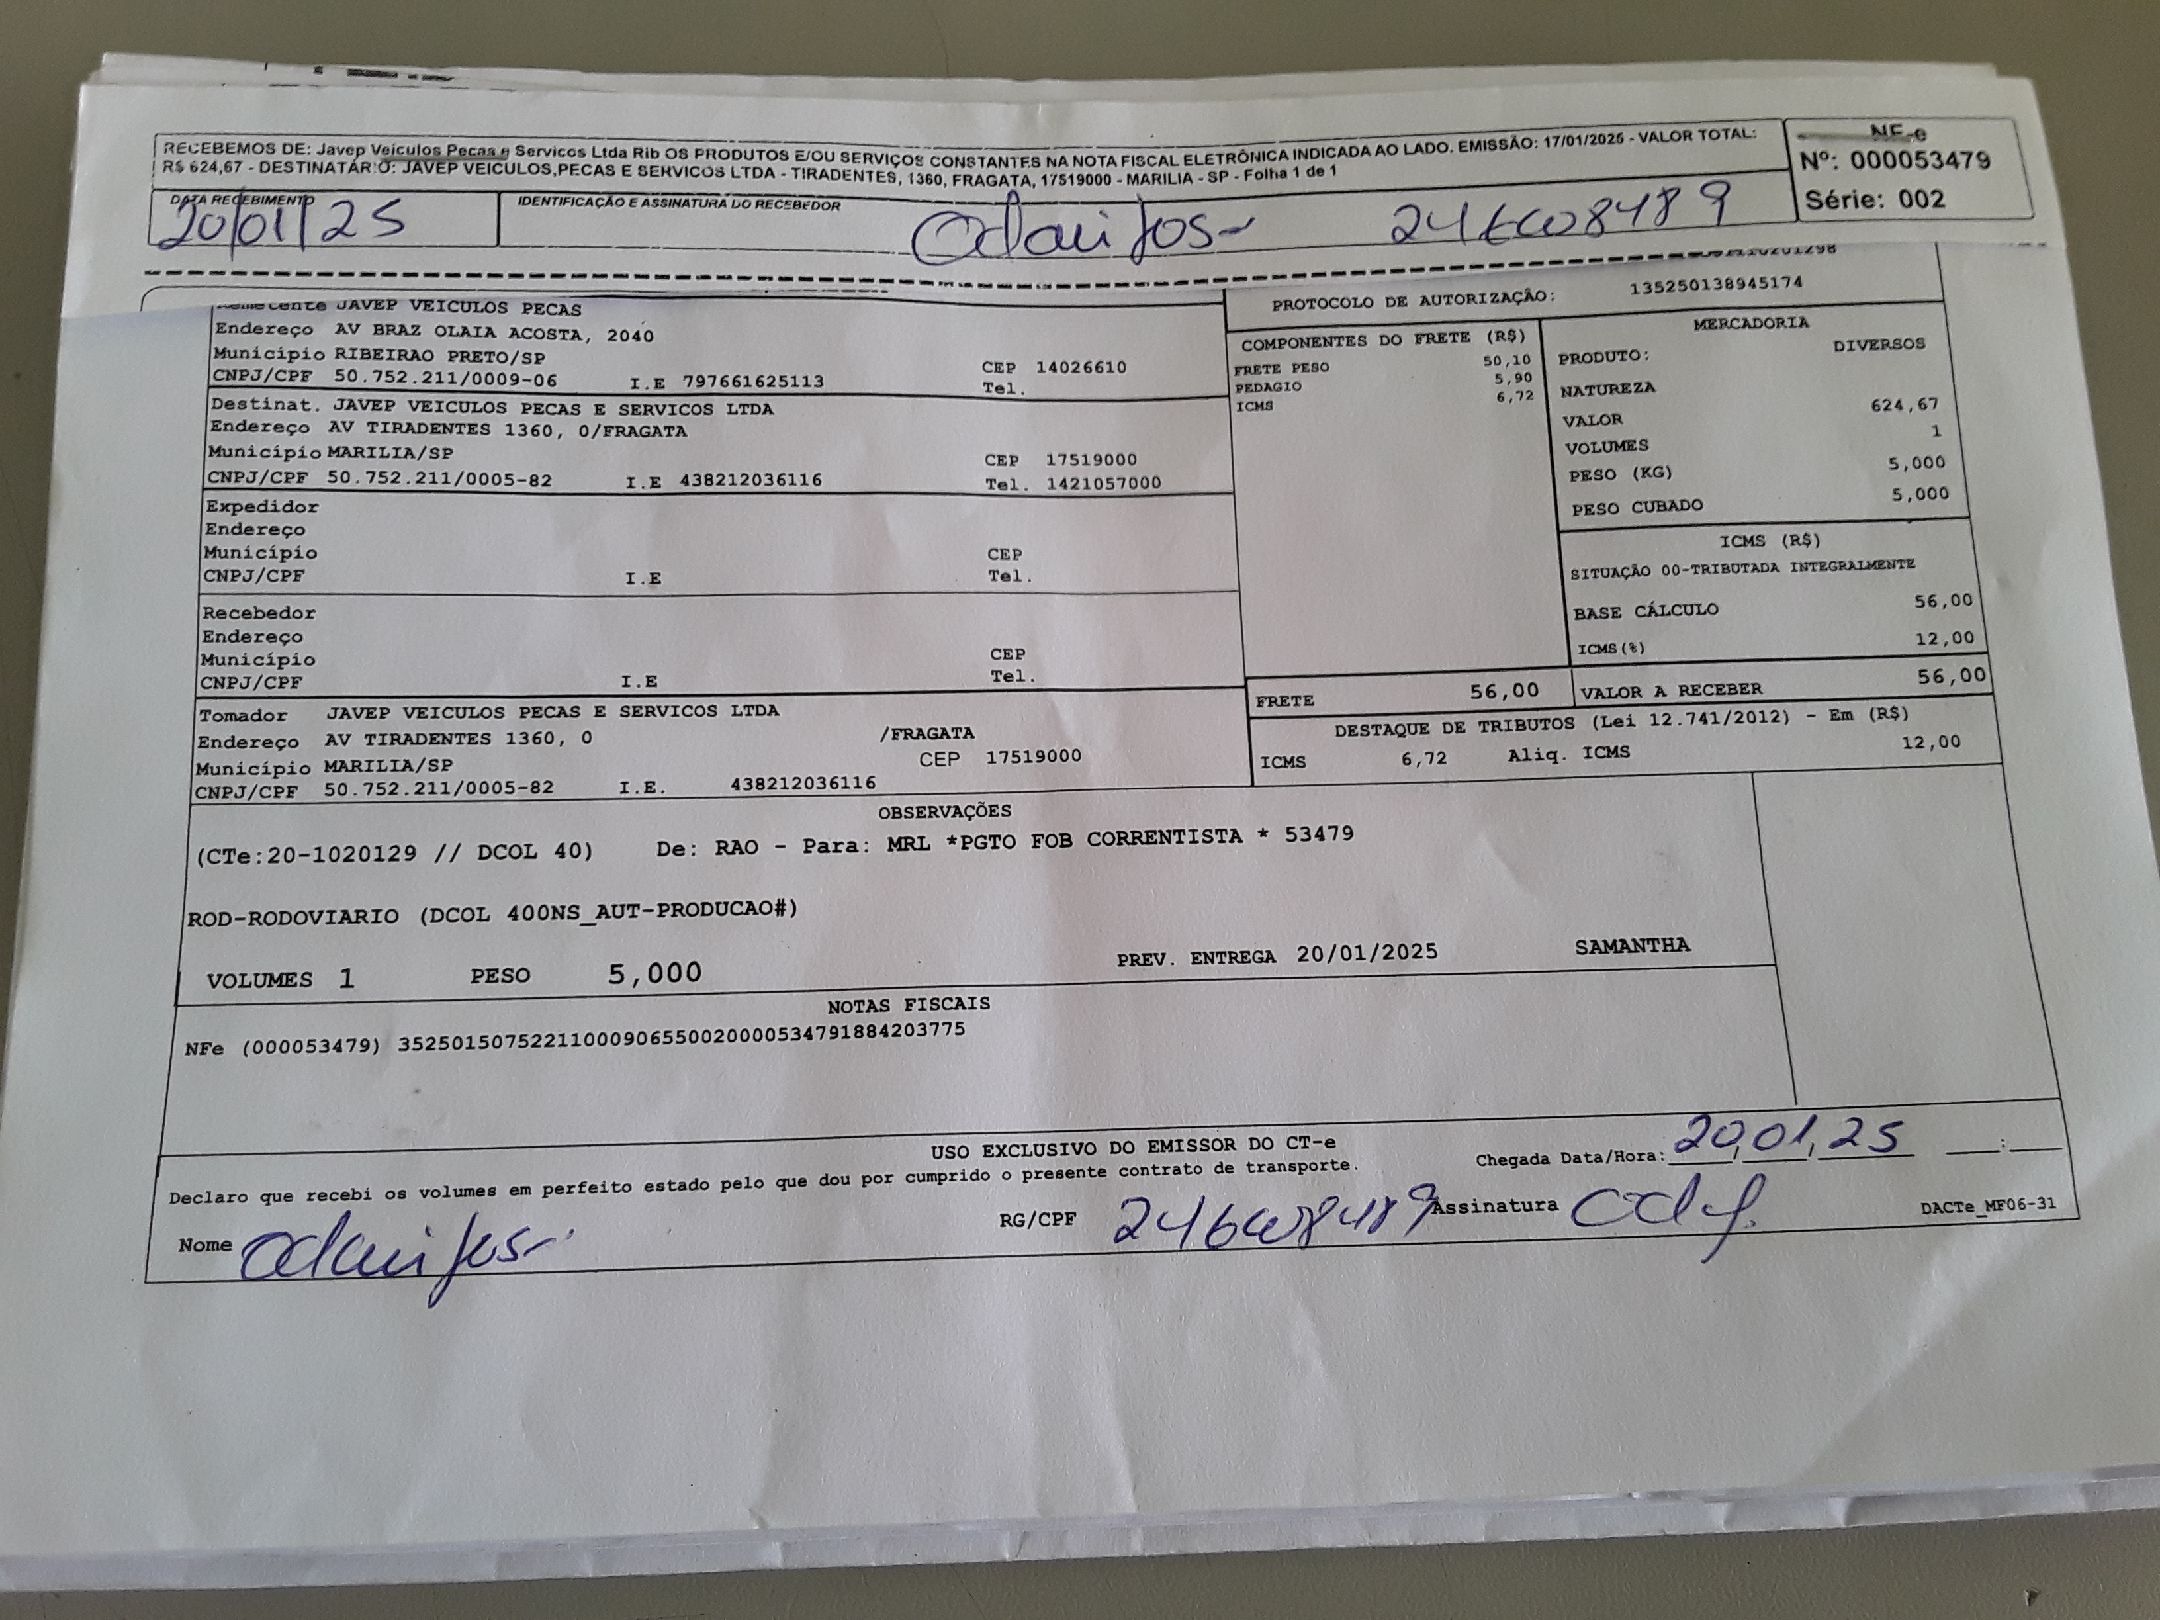 RECEBEMOS DE: Javep Veiculos Pecas e Servicos Ltda Rib OS PRODUTOS E/OU SERVIÇOS CONSTANTES NA NOTA FISCAL ELETRÔNICA INDICADA AO LADO. EMISSÃO: 17/01/2025 - VALOR TOTAL:
R$ 624,67 - DESTINATÁRIO: JAVEP VEICULOS,PECAS E SERVICOS LTDA - TIRADENTES, 1360, FRAGATA, 17519000 - MARILIA - SP - Folha 1 de 1
NF-e
Nº: 000053479
Série: 002
DATA RECEBIMENTO
20/01/25
IDENTIFICAÇÃO E ASSINATURA DO RECEBEDOR
PROTOCOLO DE AUTORIZAÇÃO: 135250138945174
Remetente JAVEP VEICULOS PECAS
Endereço AV BRAZ OLAIA ACOSTA, 2040
Município RIBEIRAO PRETO/SP CEP 14026610
CNPJ/CPF 50.752.211/0009-06 I.E 797661625113 Tel.
Destinat. JAVEP VEICULOS PECAS E SERVICOS LTDA
Endereço AV TIRADENTES 1360, 0/FRAGATA
Município MARILIA/SP CEP 17519000
CNPJ/CPF 50.752.211/0005-82 I.E 438212036116 Tel. 1421057000
Expedidor
Endereço
Município CEP
CNPJ/CPF I.E Tel.
Recebedor
Endereço
Município CEP
CNPJ/CPF I.E Tel.
Tomador JAVEP VEICULOS PECAS E SERVICOS LTDA
Endereço AV TIRADENTES 1360, 0 /FRAGATA
Município MARILIA/SP CEP 17519000
CNPJ/CPF 50.752.211/0005-82 I.E. 438212036116
COMPONENTES DO FRETE (R$)
FRETE PESO 50,10
PEDAGIO 5,90
ICMS 6,72
MERCADORIA
PRODUTO: DIVERSOS
NATUREZA
VALOR 624,67
VOLUMES 1
PESO (KG) 5,000
PESO CUBADO 5,000
ICMS (R$)
SITUAÇÃO 00-TRIBUTADA INTEGRALMENTE
BASE CÁLCULO 56,00
ICMS(%) 12,00
FRETE 56,00 VALOR A RECEBER 56,00
DESTAQUE DE TRIBUTOS (Lei 12.741/2012) - Em (R$)
ICMS 6,72 Aliq. ICMS 12,00
OBSERVAÇÕES
(CTe:20-1020129 // DCOL 40) De: RAO - Para: MRL *PGTO FOB CORRENTISTA * 53479
ROD-RODOVIARIO (DCOL 400NS_AUT-PRODUCAO#)
VOLUMES 1 PESO 5,000 PREV. ENTREGA 20/01/2025 SAMANTHA
NOTAS FISCAIS
NFe (000053479) 35250150752211000906550020000534791884203775
USO EXCLUSIVO DO EMISSOR DO CT-e
Declaro que recebi os volumes em perfeito estado pelo que dou por cumprido o presente contrato de transporte.
Chegada Data/Hora: 20,01,25 :
Nome RG/CPF Assinatura
DACTe_MF06-31